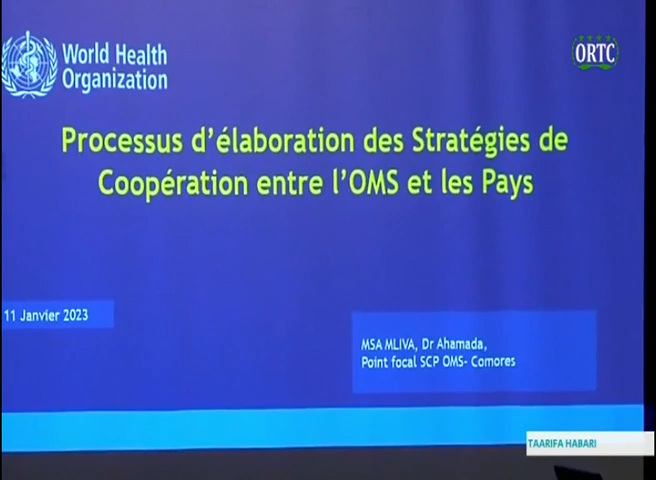 World Health
Organization
ORTC
Processus d'élaboration des Stratégies de
Coopération entre l'OMS et les Pays
11 Janvier 2023
MSA MLIVA, Dr Ahamada,
Point focal SCP OMS- Comores
TAARIFA HABARI